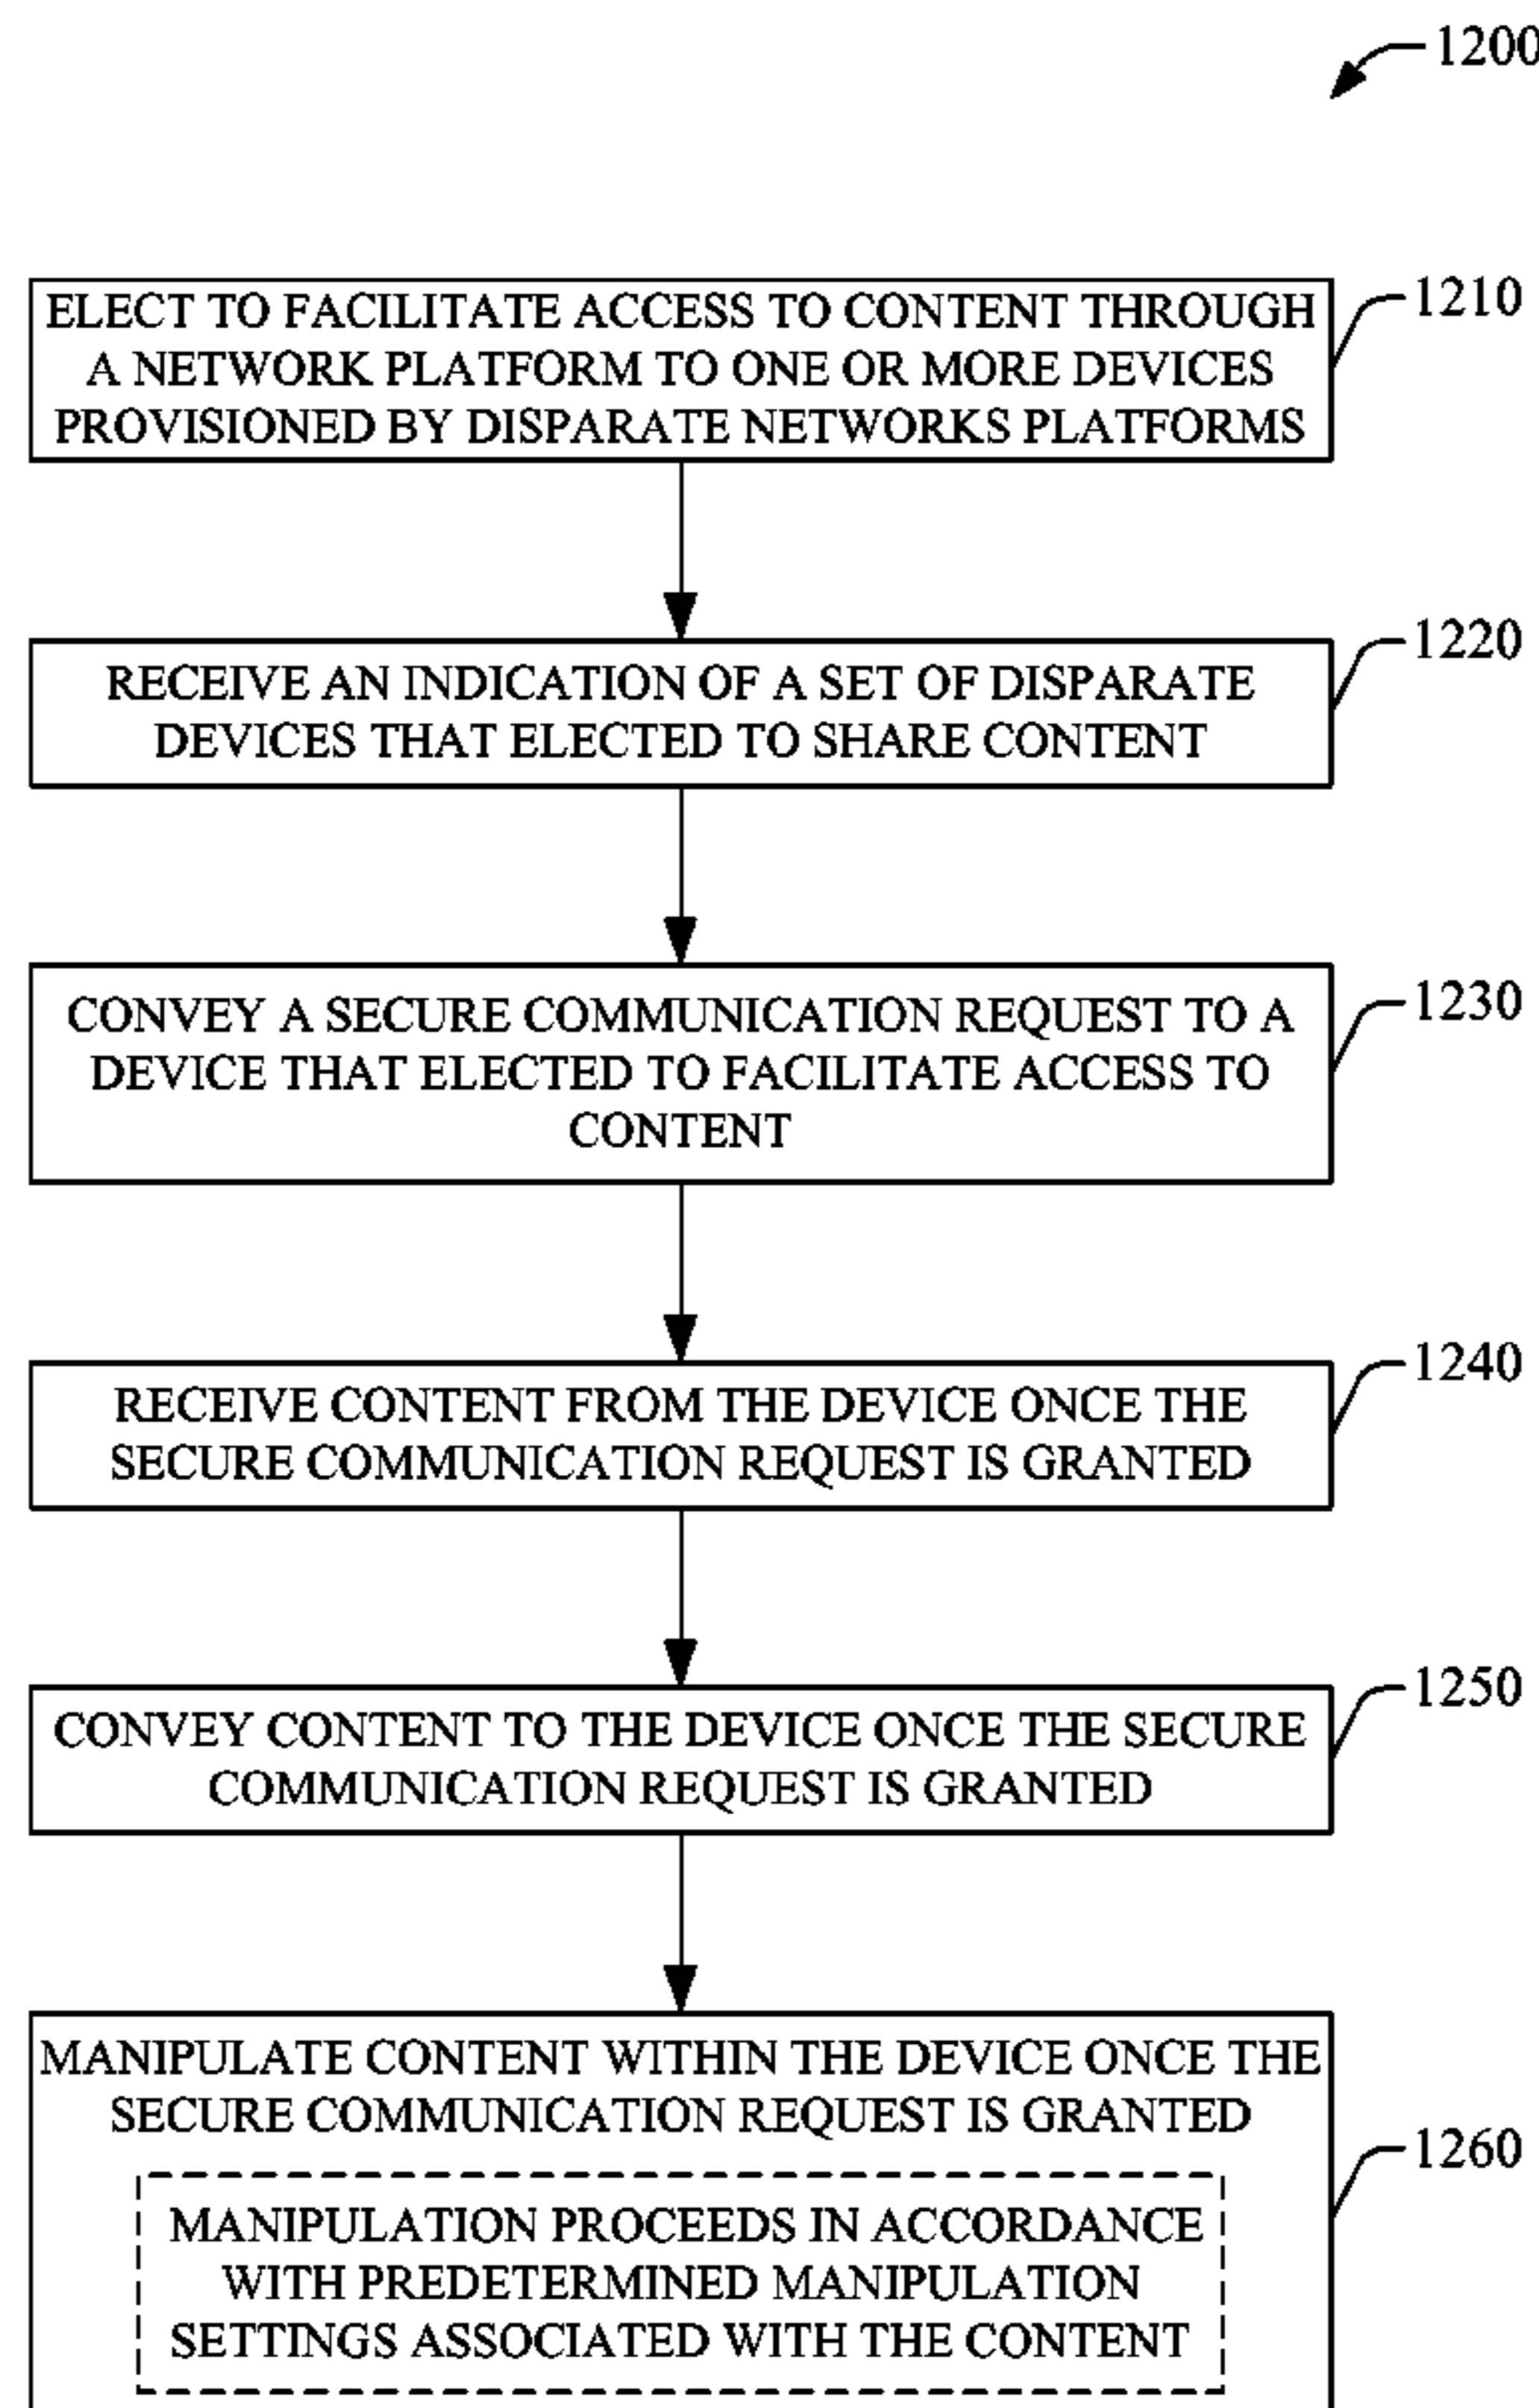 1200
ELECT TO FACILITATE ACCESS TO CONTENT THROUGH
A NETWORK PLATFORM TO ONE OR MORE DEVICES
PROVISIONED BY DISPARATE NETWORKS PLATFORMS
1210
RECEIVE AN INDICATION OF A SET OF DISPARATE
DEVICES THAT ELECTED TO SHARE CONTENT
1220
CONVEY A SECURE COMMUNICATION REQUEST TO A
DEVICE THAT ELECTED TO FACILITATE ACCESS TO
CONTENT
1230
RECEIVE CONTENT FROM THE DEVICE ONCE THE
SECURE COMMUNICATION REQUEST IS GRANTED
1240
CONVEY CONTENT TO THE DEVICE ONCE THE SECURE
COMMUNICATION REQUEST IS GRANTED
1250
MANIPULATE CONTENT WITHIN THE DEVICE ONCE THE
SECURE COMMUNICATION REQUEST IS GRANTED
1260
MANIPULATION PROCEEDS IN ACCORDANCE
WITH PREDETERMINED MANIPULATION
SETTINGS ASSOCIATED WITH THE CONTENT